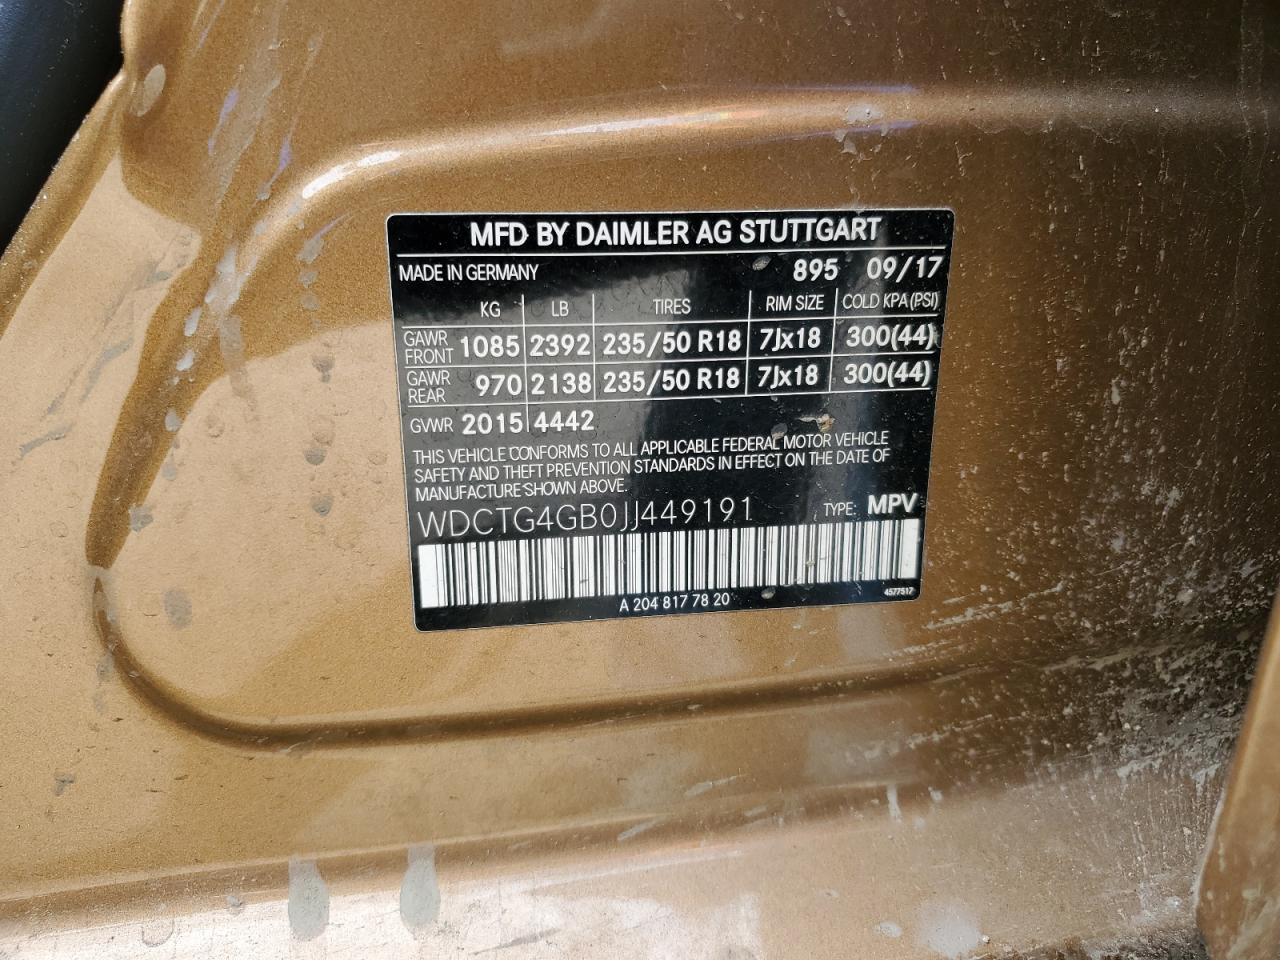 MFD BY DAIMLER AG STUTTGART
MADE IN GERMANY 895 09/17
KG LB TIRES RIM SIZE COLD KPA (PSI)
GAWR FRONT 1085 2392 235/50 R18 7Jx18 300(44)
GAWR REAR 970 2138 235/50 R18 7Jx18 300(44)
GVWR 2015 4442
THIS VEHICLE CONFORMS TO ALL APPLICABLE FEDERAL MOTOR VEHICLE
SAFETY AND THEFT PREVENTION STANDARDS IN EFFECT ON THE DATE OF
MANUFACTURE SHOWN ABOVE.
WDCTG4GB0JJ449191 TYPE: MPV
A 204 817 78 20 4577517